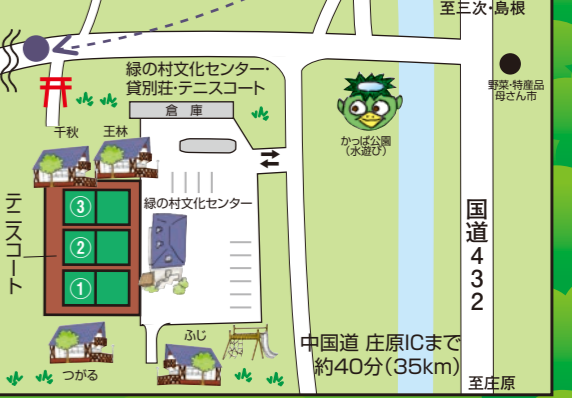 至三次・島根
緑の村文化センター・
貸別荘・テニスコート
倉 庫
野菜・特産品
母さん市
かっぱ公園
(水遊び)
千秋
王林
緑の村文化センター
③
②
①
テニスコート
国道432
ふじ
つがる
中国道 庄原ICまで
約40分(35km)
至庄原